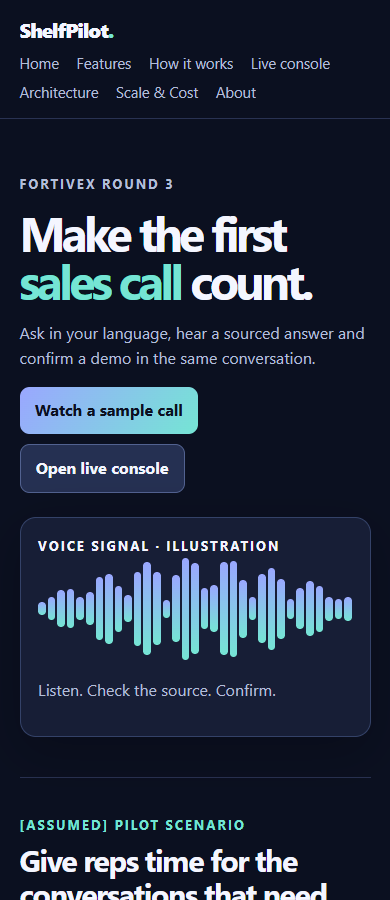 ShelfPilot.
Home Features How it works Live console
Architecture Scale & Cost About
FORTIVEX ROUND 3
Make the first
sales call count.
Ask in your language, hear a sourced answer and
confirm a demo in the same conversation.
Watch a sample call
Open live console
VOICE SIGNAL · ILLUSTRATION
Listen. Check the source. Confirm.
[ASSUMED] PILOT SCENARIO
Give reps time for the
conversations that need